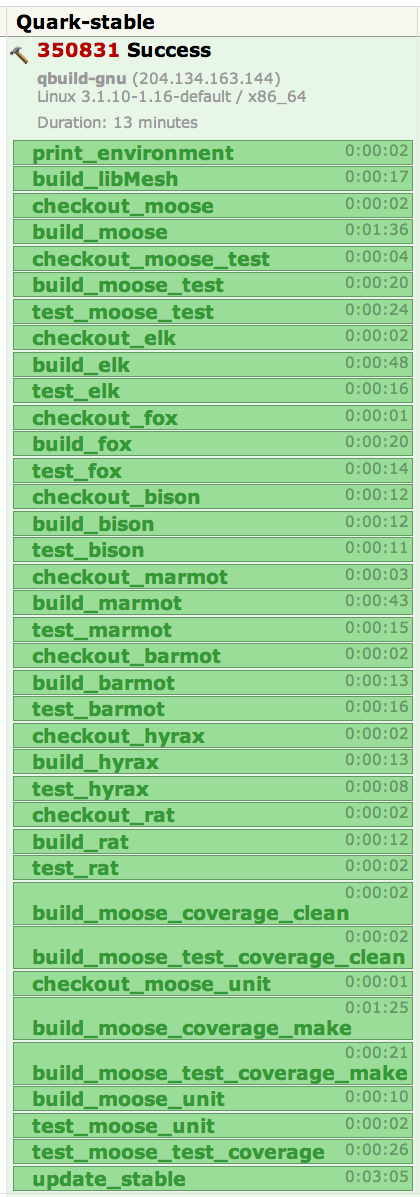 Quark-stable
350831 Success
qbuild-gnu (204.134.163.144)
Linux 3.1.10-1.16-default / x86_64
Duration: 13 minutes
print_environment 0:00:02
build_libMesh 0:00:17
checkout_moose 0:00:02
build_moose 0:01:36
checkout_moose_test 0:00:04
build_moose_test 0:00:20
test_moose_test 0:00:24
checkout_elk 0:00:02
build_elk 0:00:48
test_elk 0:00:16
checkout_fox 0:00:01
build_fox 0:00:20
test_fox 0:00:14
checkout_bison 0:00:12
build_bison 0:00:12
test_bison 0:00:11
checkout_marmot 0:00:03
build_marmot 0:00:43
test_marmot 0:00:15
checkout_barmot 0:00:02
build_barmot 0:00:13
test_barmot 0:00:16
checkout_hyrax 0:00:02
build_hyrax 0:00:13
test_hyrax 0:00:08
checkout_rat 0:00:02
build_rat 0:00:12
test_rat 0:00:02
0:00:02
build_moose_coverage_clean
0:00:02
build_moose_test_coverage_clean
checkout_moose_unit 0:00:01
0:01:25
build_moose_coverage_make
0:00:21
build_moose_test_coverage_make
build_moose_unit 0:00:10
test_moose_unit 0:00:02
test_moose_test_coverage 0:00:26
update_stable 0:03:05